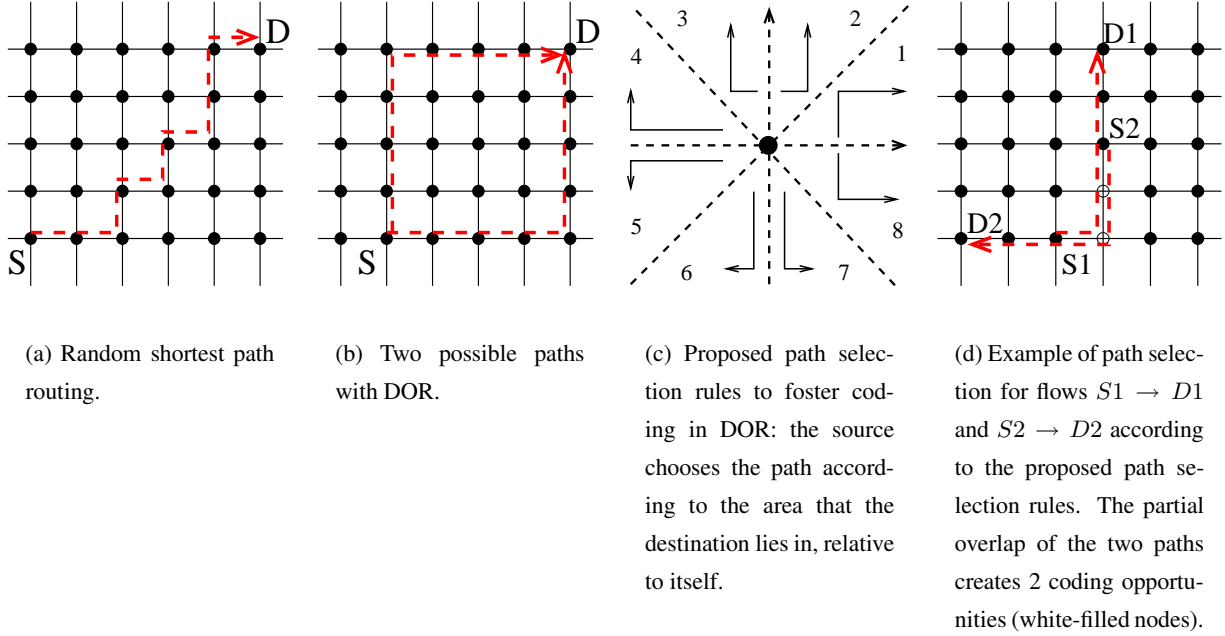 D
S
D
S
3
2
4
1
5
8
6
7
D1
S2
D2
S1
(a) Random shortest path
routing.
(b) Two possible paths
with DOR.
(c) Proposed path selec-
tion rules to foster cod-
ing in DOR: the source
chooses the path accord-
ing to the area that the
destination lies in, relative
to itself.
(d) Example of path selec-
tion for flows S1 → D1
and S2 → D2 according
to the proposed path se-
lection rules. The partial
overlap of the two paths
creates 2 coding opportu-
nities (white-filled nodes).